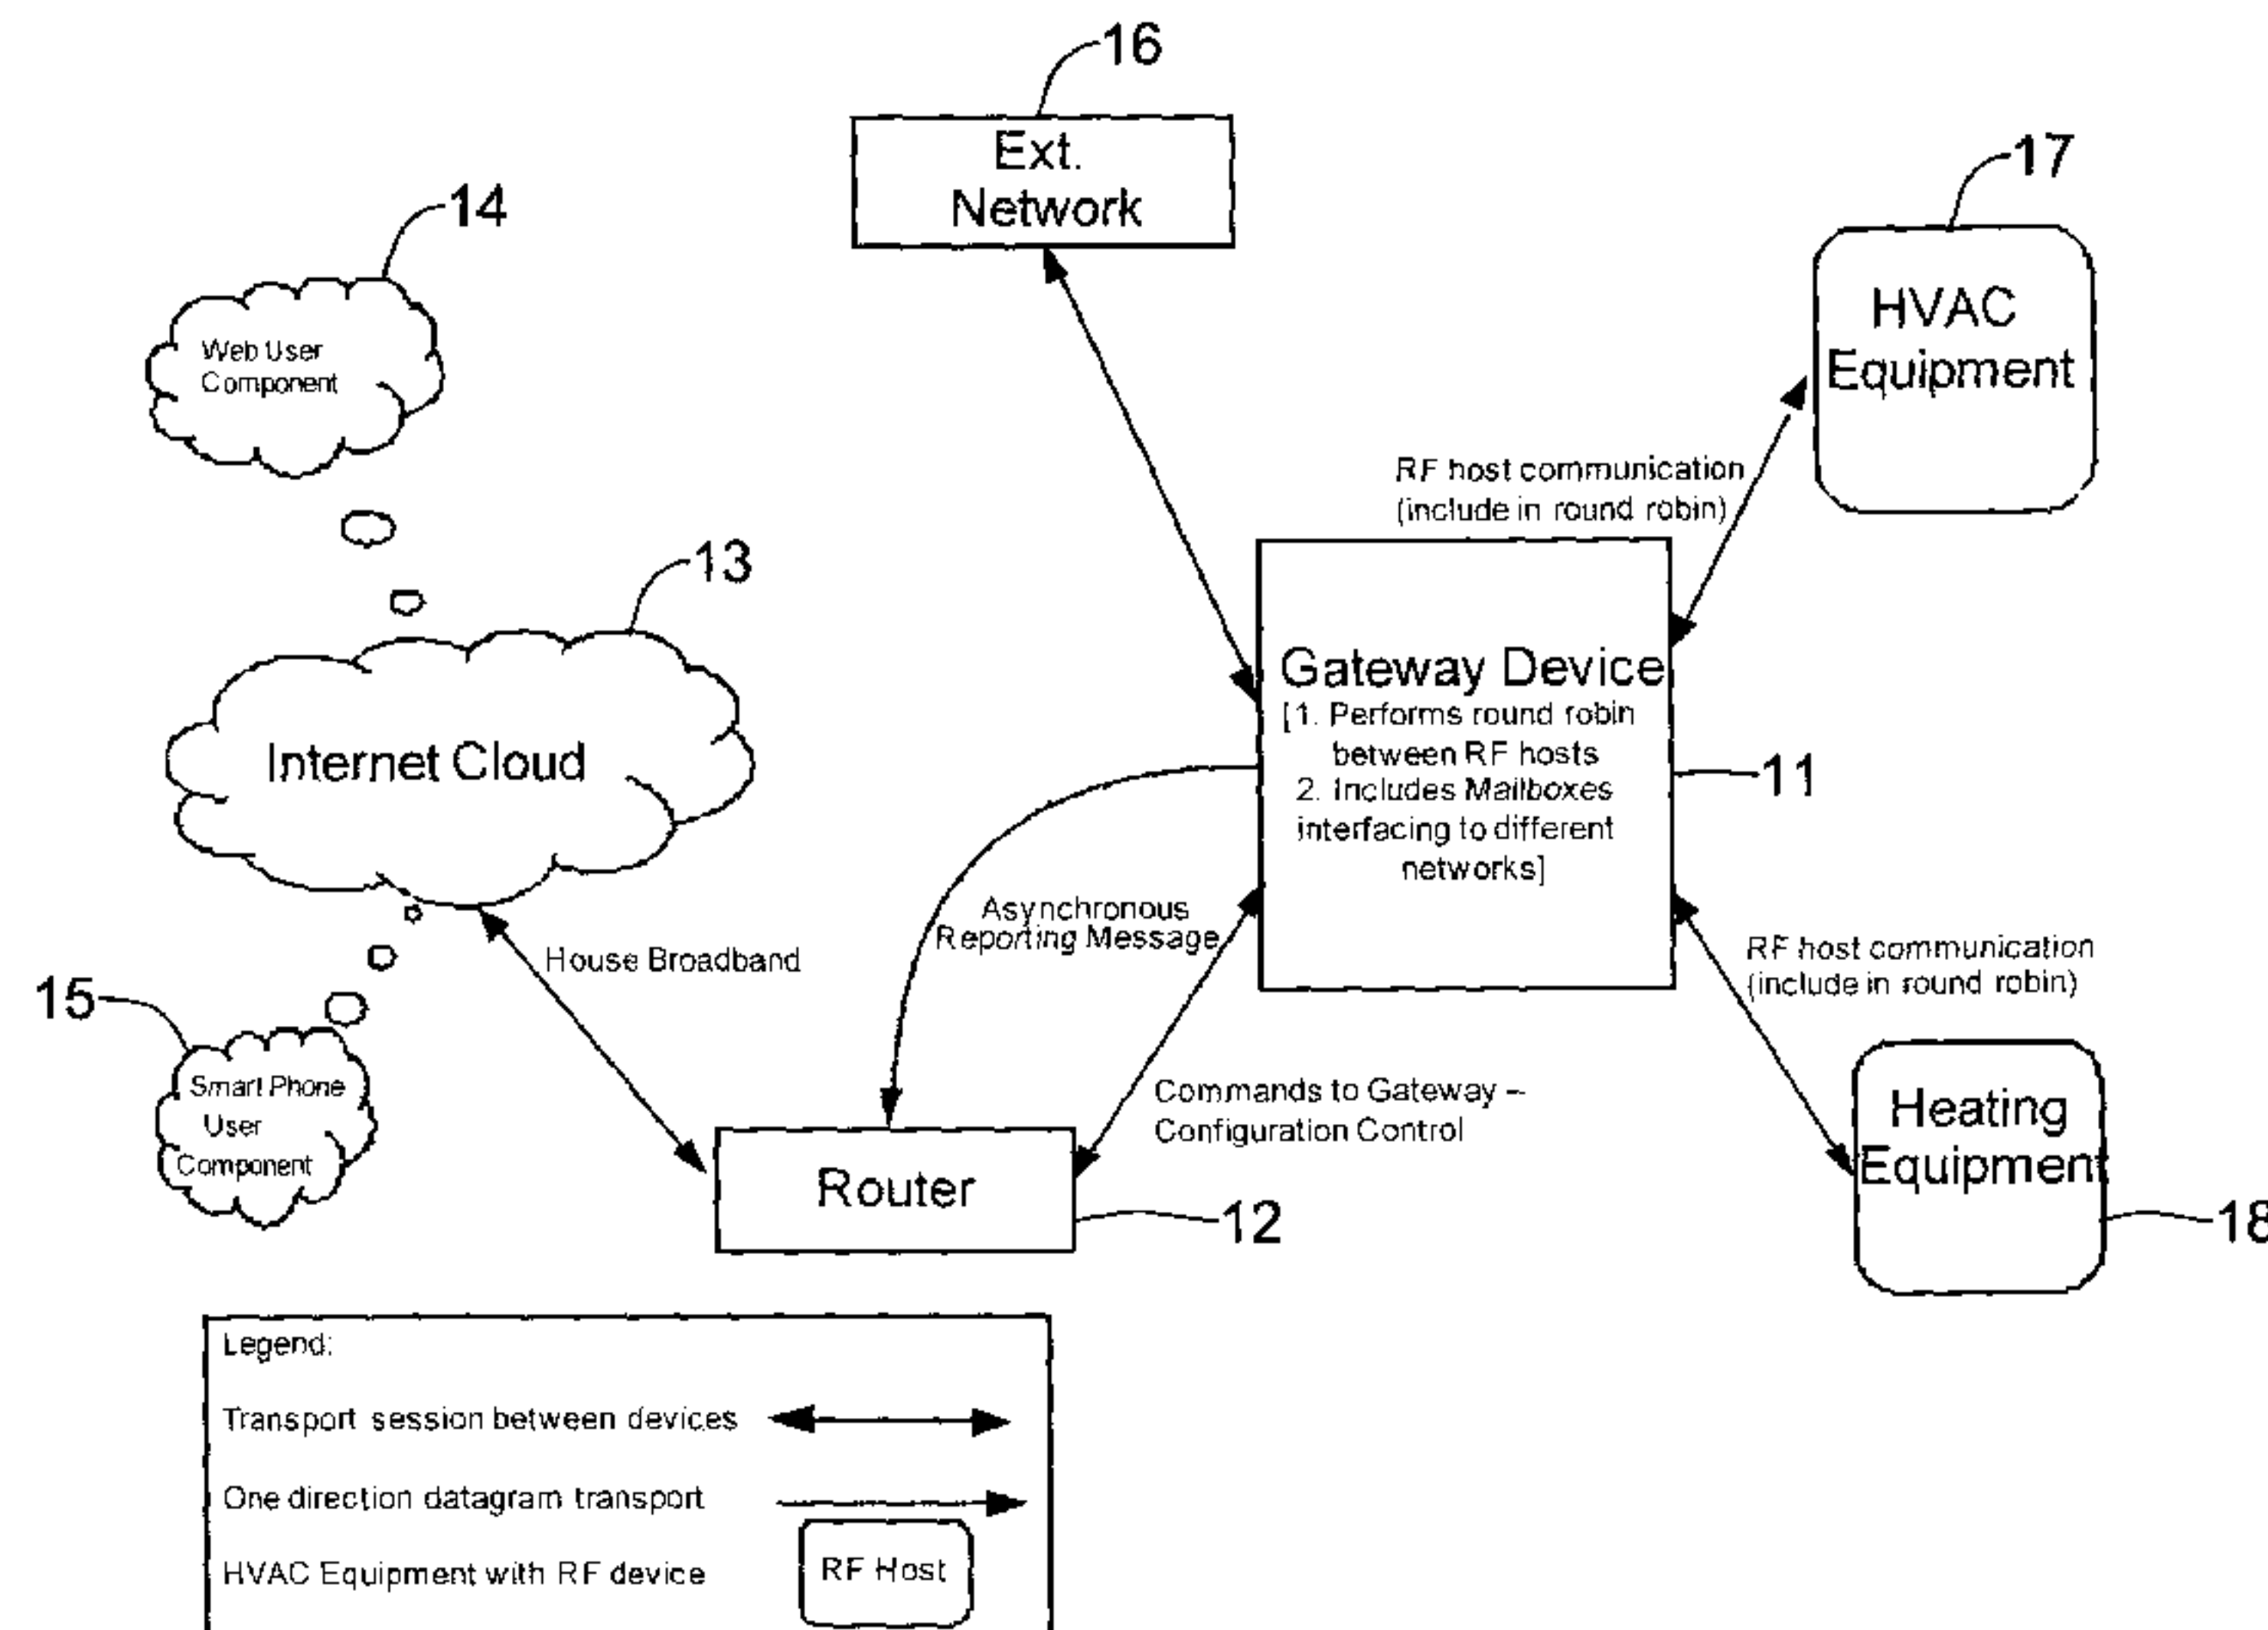 16
Ext.
Network
17
HVAC
Equipment
14
Web User
Component
RF host communication
(include in round robin)
13
Internet Cloud
Gateway Device
[1. Performs round robin
between RF hosts
2. Includes Mailboxes
interfacing to different
networks]
11
Asynchronous
Reporting Message
House Broadband
RF host communication
(include in round robin)
15
Smart Phone
User
Component
Commands to Gateway –
Configuration Control
Heating
Equipment
Router
12
18
Legend:
Transport session between devices
One direction datagram transport
HVAC Equipment with RF device
RF Host